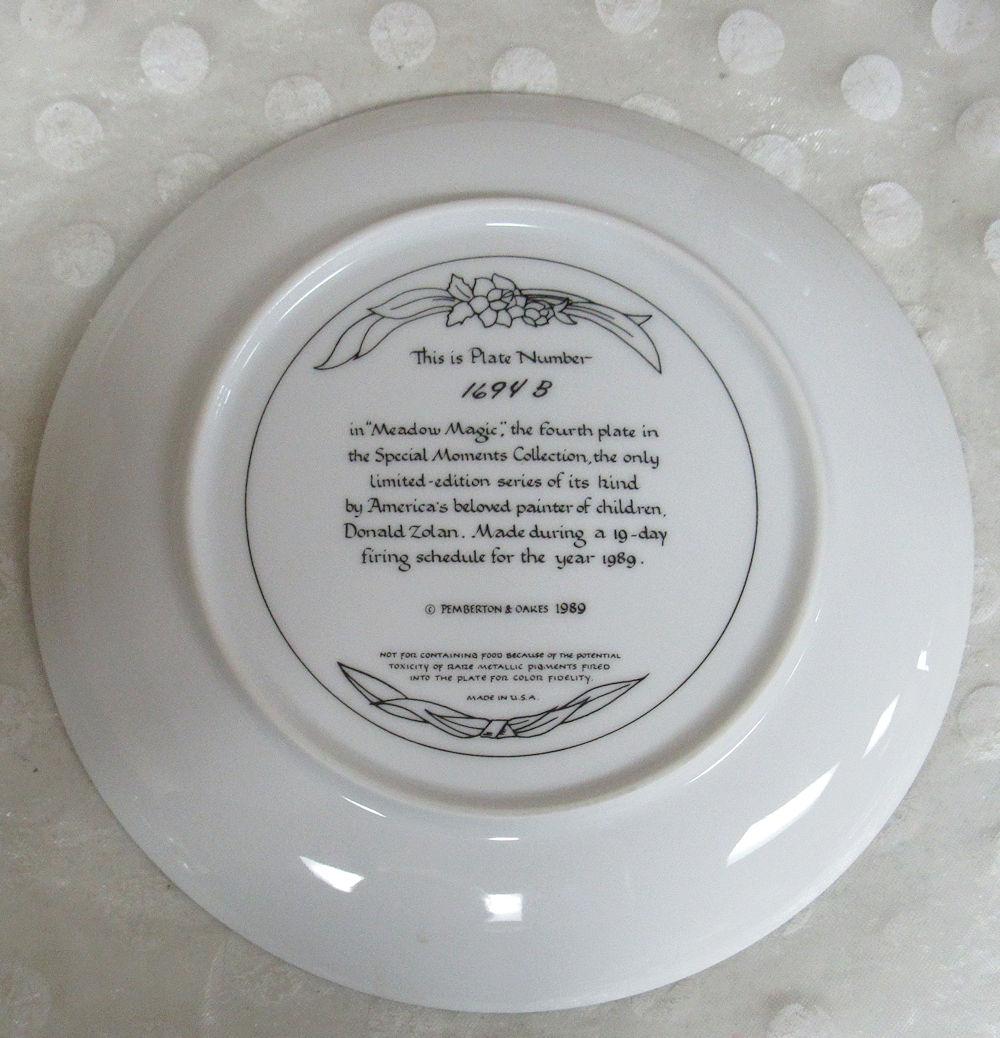 This is Plate Number
1694 B
in "Meadow Magic," the fourth plate in
the Special Moments Collection, the only
limited-edition series of its kind
by America's beloved painter of children,
Donald Zolan. Made during a 19-day
firing schedule for the year 1989.
© PEMBERTON & OAKES 1989
NOT FOR CONTAINING FOOD BECAUSE OF THE POTENTIAL
TOXICITY OF RARE METALLIC PIGMENTS FIRED
INTO THE PLATE FOR COLOR FIDELITY.
MADE IN U.S.A.